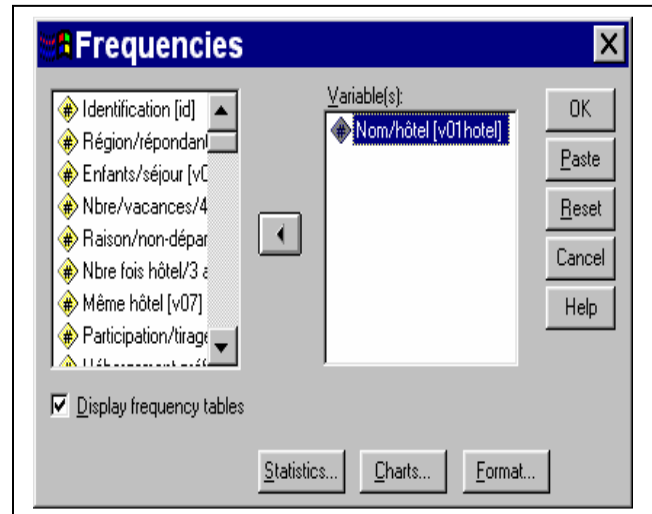 Frequencies
Identification [id]
Région/répondant
Enfants/séjour [v0
Nbre/vacances/4
Raison/non-dépar
Nbre fois hôtel/3 a
Même hôtel [v07]
Participation/tirage
Variable(s):
Nom/hôtel [v01hotel]
OK
Paste
Reset
Cancel
Help
Display frequency tables
Statistics...
Charts...
Format...